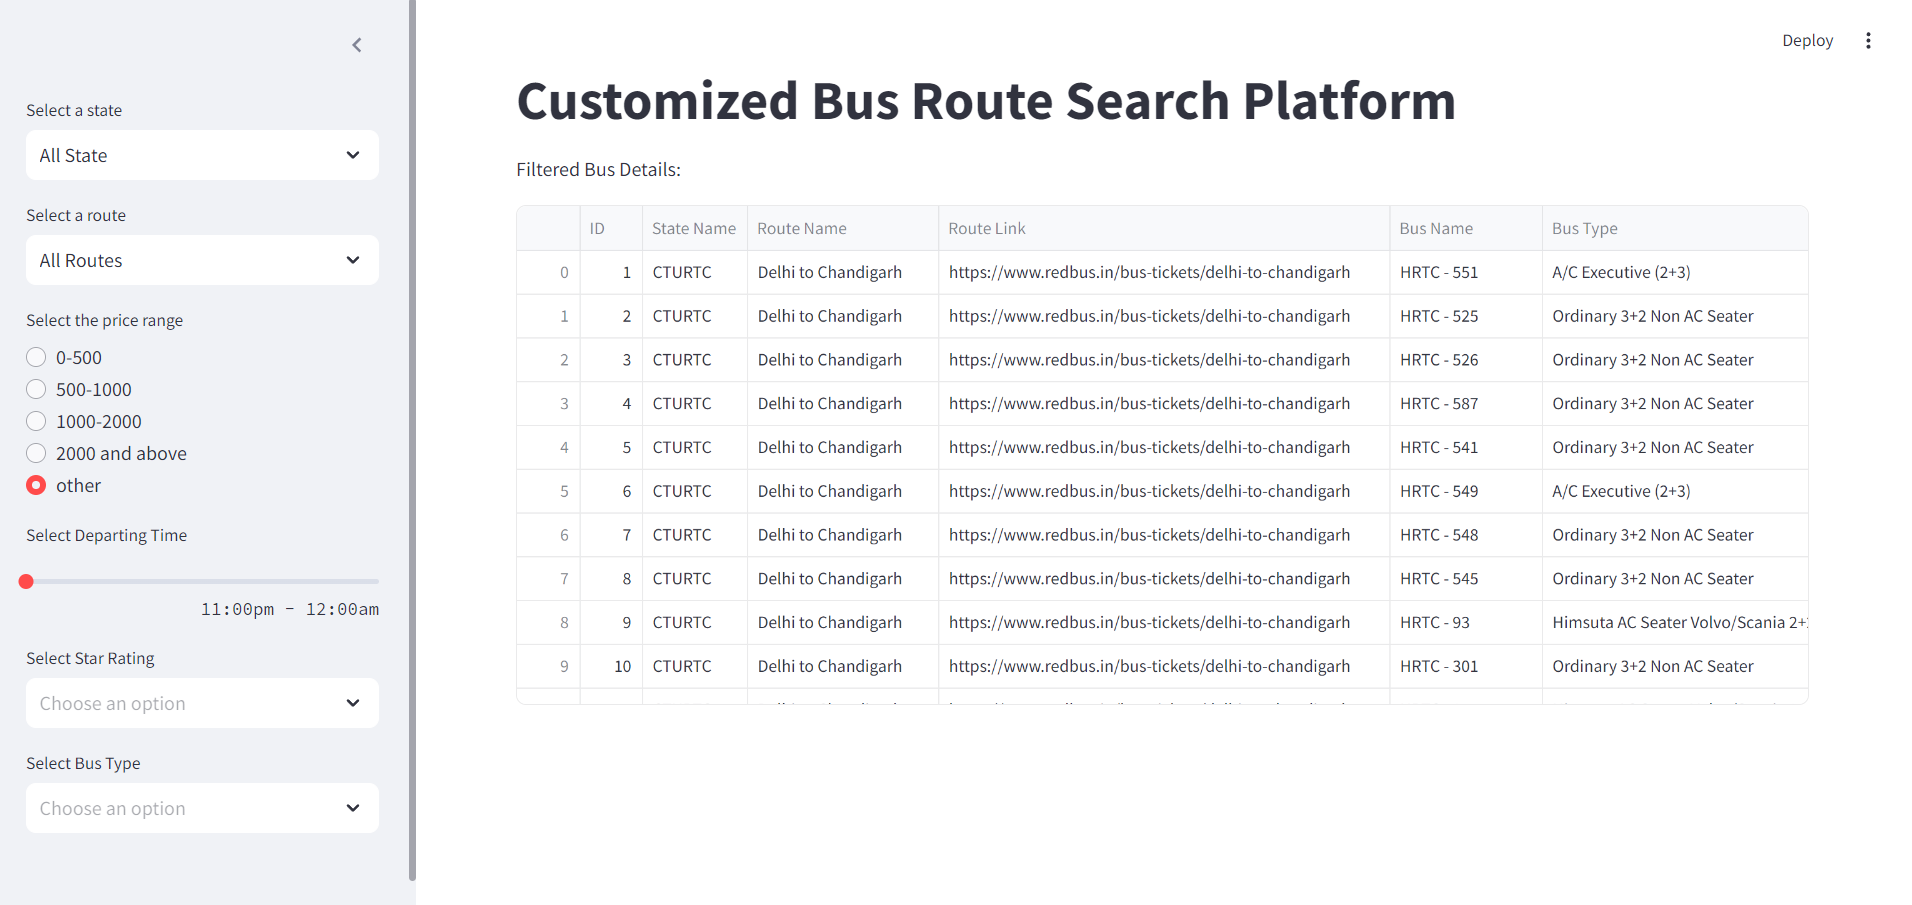 Deploy
Select a state
All State
Select a route
All Routes
Select the price range
0-500
500-1000
1000-2000
2000 and above
other
Select Departing Time
11:00pm - 12:00am
Select Star Rating
Choose an option
Select Bus Type
Choose an option
Customized Bus Route Search Platform
Filtered Bus Details:
ID State Name Route Name Route Link Bus Name Bus Type
0 1 CTURTC Delhi to Chandigarh https://www.redbus.in/bus-tickets/delhi-to-chandigarh HRTC - 551 A/C Executive (2+3)
1 2 CTURTC Delhi to Chandigarh https://www.redbus.in/bus-tickets/delhi-to-chandigarh HRTC - 525 Ordinary 3+2 Non AC Seater
2 3 CTURTC Delhi to Chandigarh https://www.redbus.in/bus-tickets/delhi-to-chandigarh HRTC - 526 Ordinary 3+2 Non AC Seater
3 4 CTURTC Delhi to Chandigarh https://www.redbus.in/bus-tickets/delhi-to-chandigarh HRTC - 587 Ordinary 3+2 Non AC Seater
4 5 CTURTC Delhi to Chandigarh https://www.redbus.in/bus-tickets/delhi-to-chandigarh HRTC - 541 Ordinary 3+2 Non AC Seater
5 6 CTURTC Delhi to Chandigarh https://www.redbus.in/bus-tickets/delhi-to-chandigarh HRTC - 549 A/C Executive (2+3)
6 7 CTURTC Delhi to Chandigarh https://www.redbus.in/bus-tickets/delhi-to-chandigarh HRTC - 548 Ordinary 3+2 Non AC Seater
7 8 CTURTC Delhi to Chandigarh https://www.redbus.in/bus-tickets/delhi-to-chandigarh HRTC - 545 Ordinary 3+2 Non AC Seater
8 9 CTURTC Delhi to Chandigarh https://www.redbus.in/bus-tickets/delhi-to-chandigarh HRTC - 93 Himsuta AC Seater Volvo/Scania 2+
9 10 CTURTC Delhi to Chandigarh https://www.redbus.in/bus-tickets/delhi-to-chandigarh HRTC - 301 Ordinary 3+2 Non AC Seater